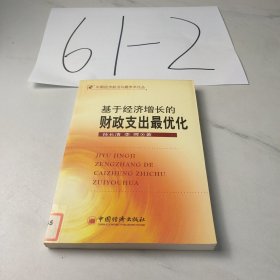 61-2
基于经济增长的
财政支出最优化
JIYU JINGJI
ZENGZHANG DE
CAIZHENG ZHICHU
ZUIYOUHUA
中国经济出版社